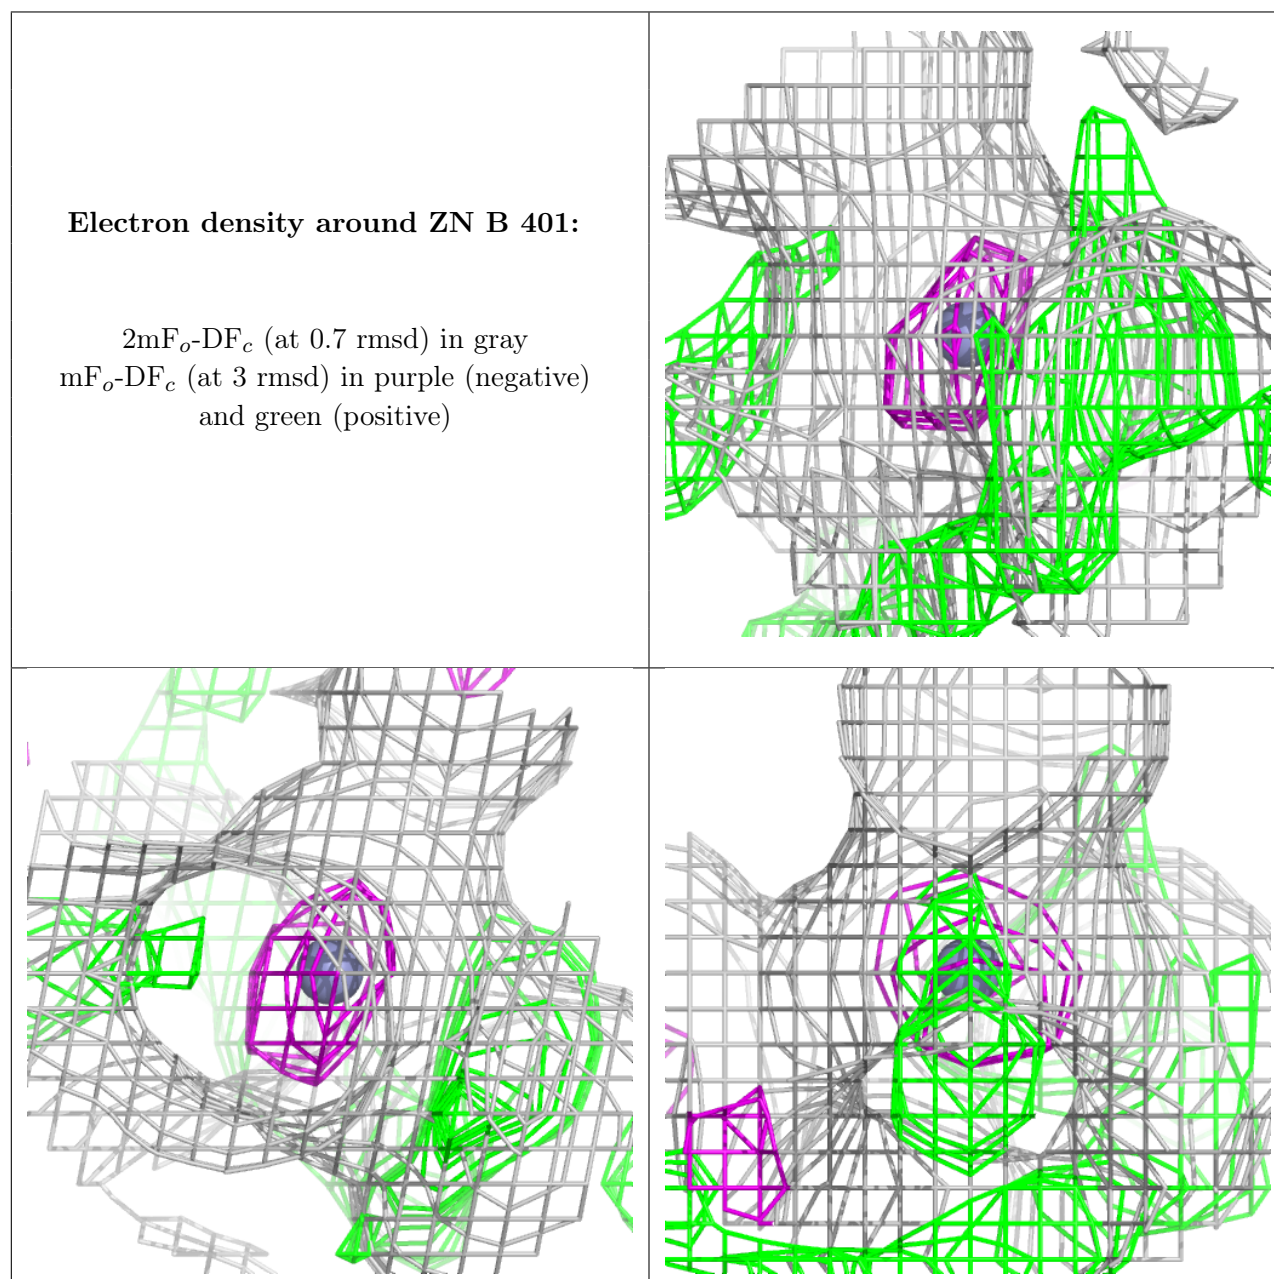 Electron density around ZN B 401:
2mFo-DFc (at 0.7 rmsd) in gray
mFo-DFc (at 3 rmsd) in purple (negative)
and green (positive)